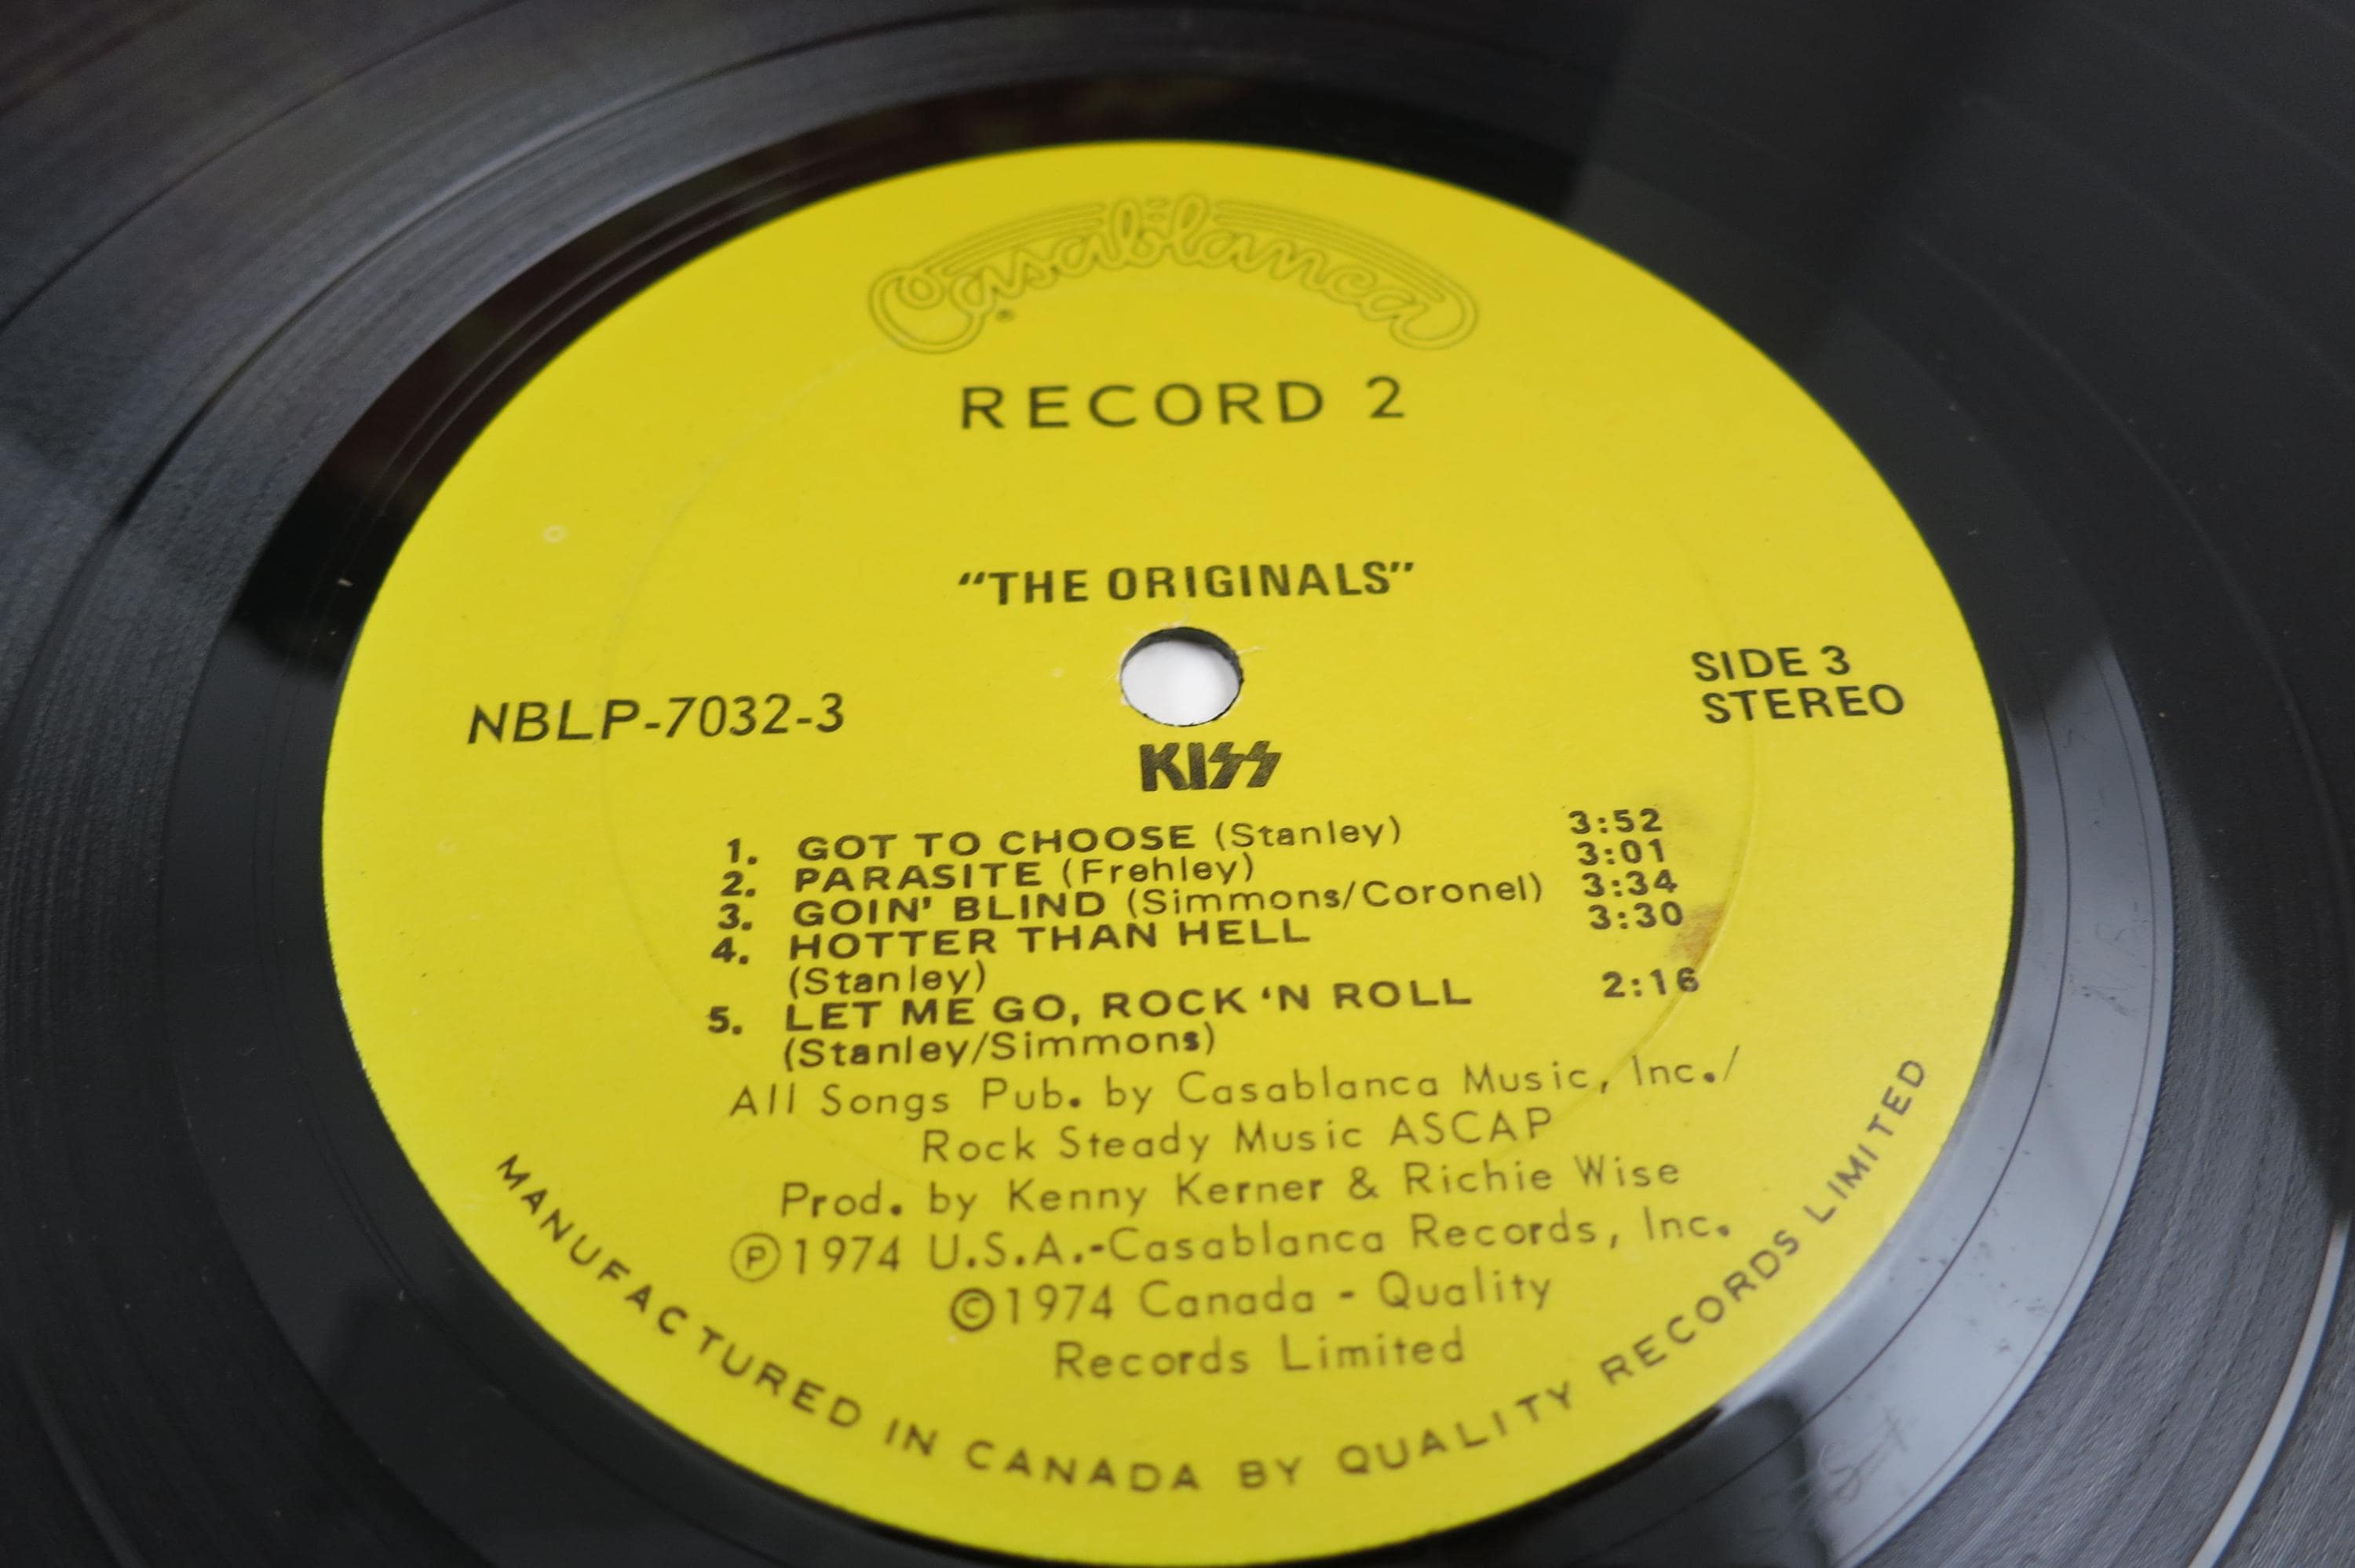 Casablanca®
RECORD 2
"THE ORIGINALS"
NBLP-7032-3
SIDE 3
STEREO
KISS
1. GOT TO CHOOSE (Stanley) 3:52
2. PARASITE (Frehley) 3:01
3. GOIN' BLIND (Simmons/Coronel) 3:34
4. HOTTER THAN HELL 3:30
(Stanley)
5. LET ME GO, ROCK 'N ROLL 2:16
(Stanley/Simmons)
All Songs Pub. by Casablanca Music, Inc./
Rock Steady Music ASCAP
Prod. by Kenny Kerner & Richie Wise
℗1974 U.S.A.-Casablanca Records, Inc.
©1974 Canada - Quality
Records Limited
MANUFACTURED IN CANADA BY QUALITY RECORDS LIMITED